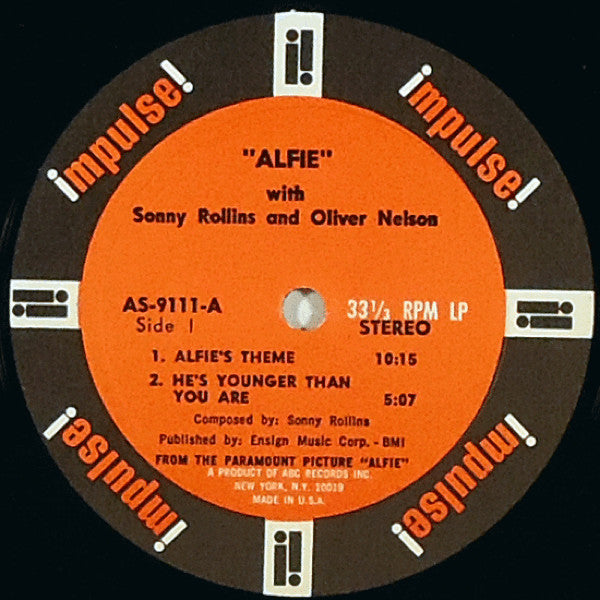 impulse!
impulse!
"ALFIE"
with
Sonny Rollins and Oliver Nelson
AS-9111-A
Side 1
33 1/3 RPM LP
STEREO
1. ALFIE'S THEME 10:15
2. HE'S YOUNGER THAN
YOU ARE 5:07
Composed by: Sonny Rollins
Published by: Ensign Music Corp. - BMI
FROM THE PARAMOUNT PICTURE "ALFIE"
A PRODUCT OF ABC RECORDS INC.
NEW YORK, N.Y. 10019
MADE IN U.S.A.
impulse!
impulse!